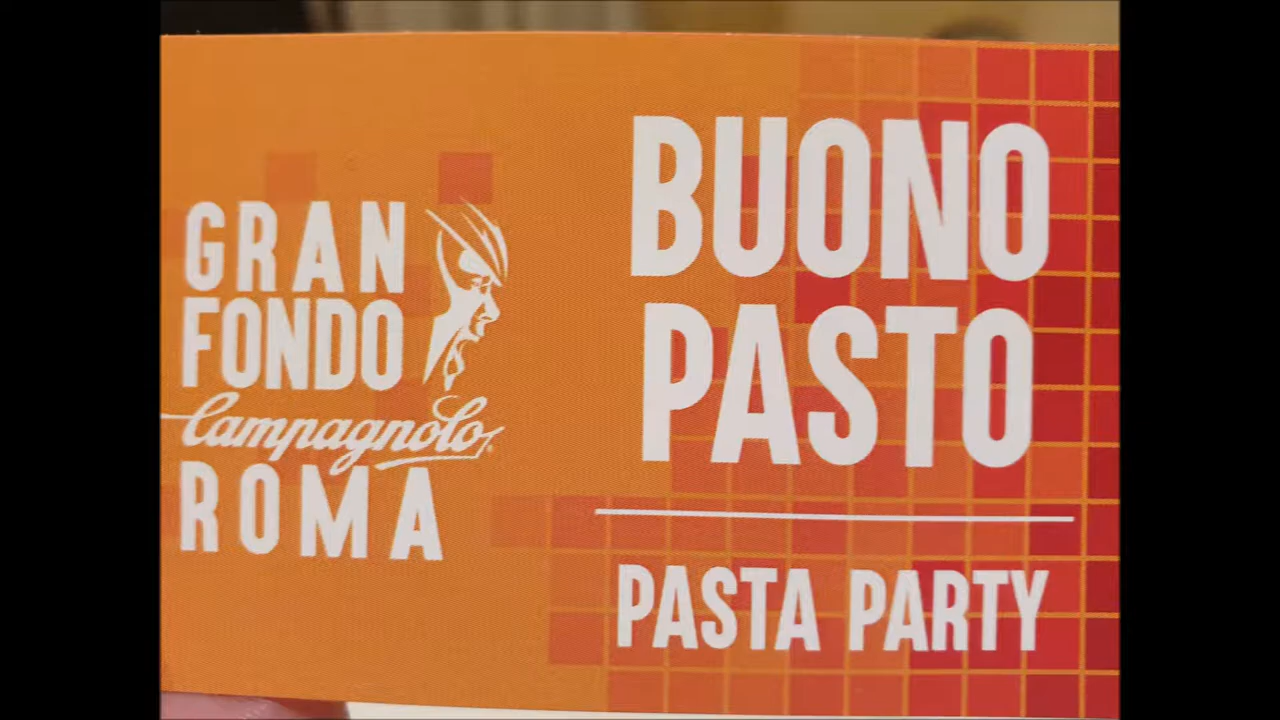 GRAN
FONDO
Campagnolo
ROMA
BUONO
PASTO
PASTA PARTY